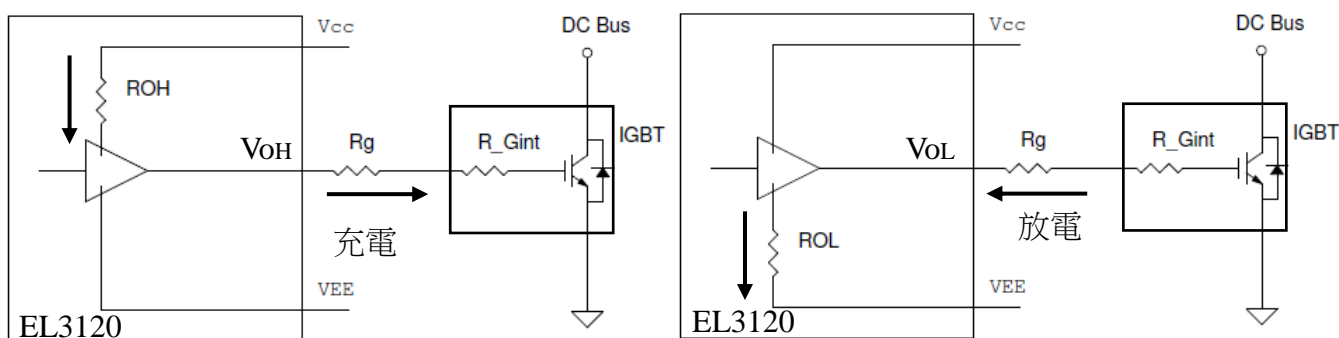 Vcc
DC Bus
ROH
VOH
Rg
R_Gint
IGBT
充電
VEE
EL3120
Vcc
DC Bus
VOL
Rg
R_Gint
IGBT
放電
ROL
VEE
EL3120